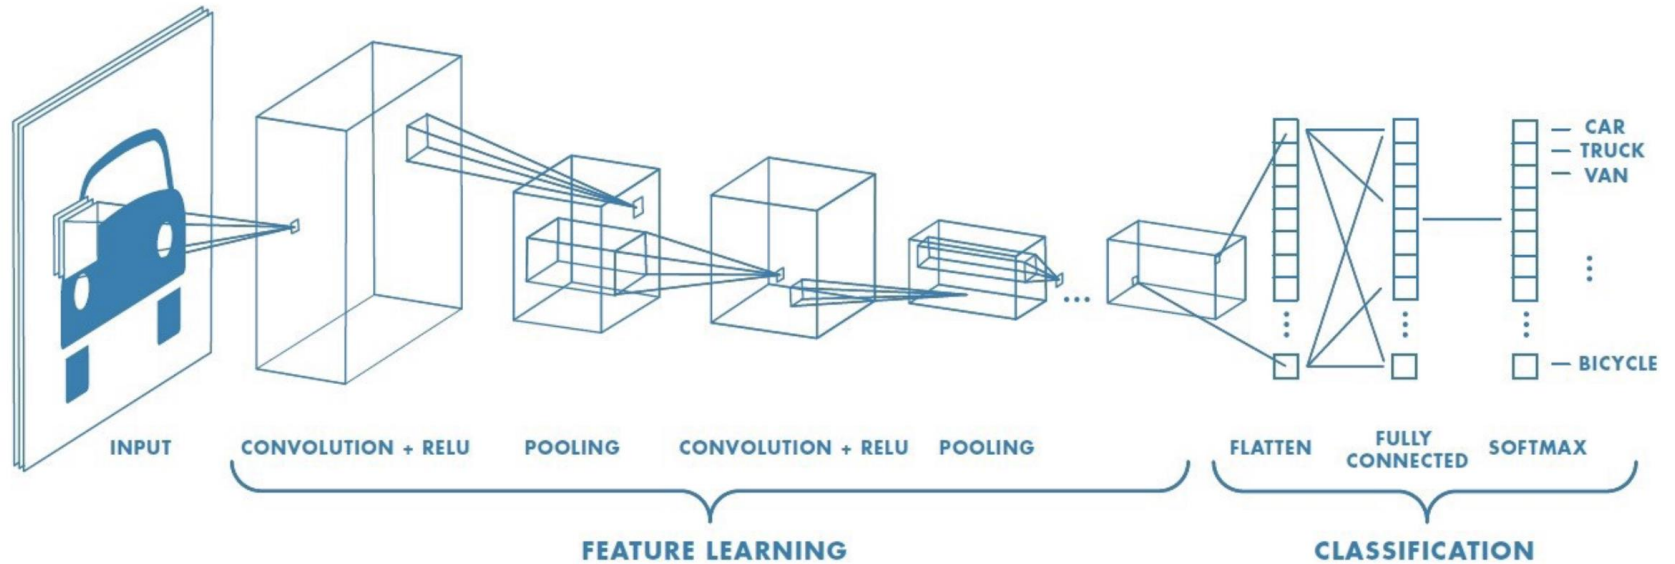 CAR
TRUCK
VAN
BICYCLE
INPUT
CONVOLUTION + RELU
POOLING
CONVOLUTION + RELU
POOLING
FLATTEN
FULLY
CONNECTED
SOFTMAX
FEATURE LEARNING
CLASSIFICATION